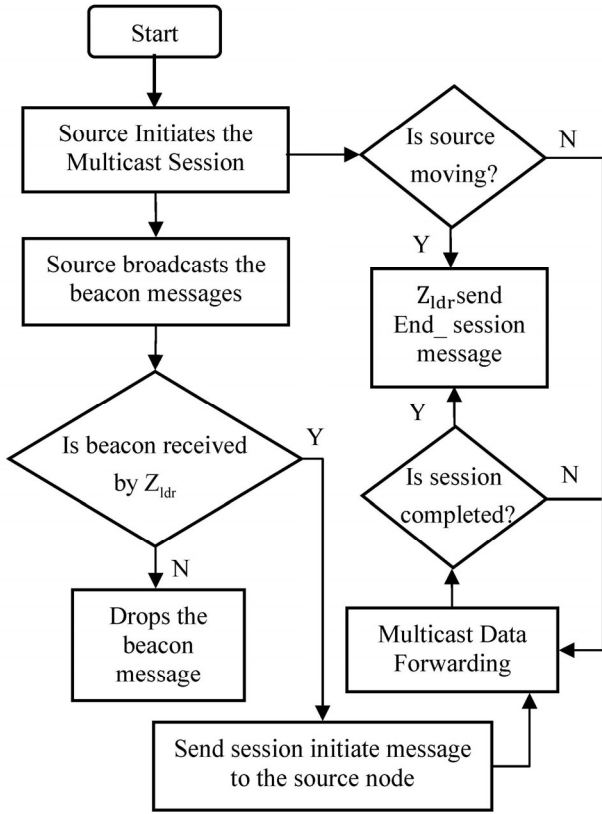 Start
Source Initiates the
Multicast Session
Is source
moving?
N
Y
Source broadcasts the
beacon messages
Zldr send
End_ session
message
Y
Is beacon received
by Zldr
Y
Is session
completed?
N
N
Drops the
beacon
message
Multicast Data
Forwarding
Send session initiate message
to the source node